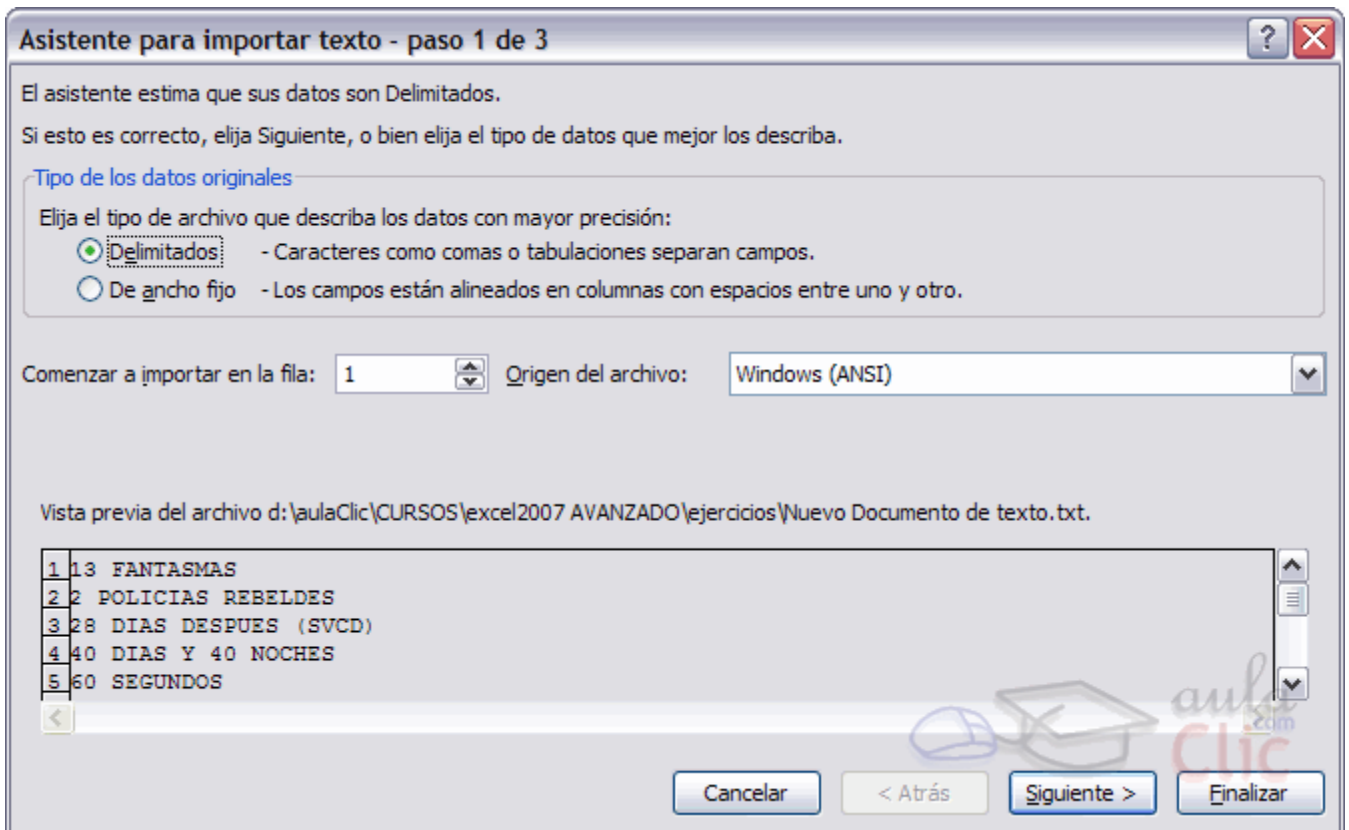 Asistente para importar texto - paso 1 de 3
El asistente estima que sus datos son Delimitados.
Si esto es correcto, elija Siguiente, o bien elija el tipo de datos que mejor los describa.
Tipo de los datos originales
Elija el tipo de archivo que describa los datos con mayor precisión:
Delimitados - Caracteres como comas o tabulaciones separan campos.
De ancho fijo - Los campos están alineados en columnas con espacios entre uno y otro.
Comenzar a importar en la fila: 1 Origen del archivo: Windows (ANSI)
Vista previa del archivo d:\aulaClic\CURSOS\excel2007 AVANZADO\ejercicios\Nuevo Documento de texto.txt.
1 13 FANTASMAS
2 2 POLICIAS REBELDES
3 28 DIAS DESPUES (SVCD)
4 40 DIAS Y 40 NOCHES
5 60 SEGUNDOS
aula
.com
Clic
Cancelar < Atrás Siguiente > Finalizar